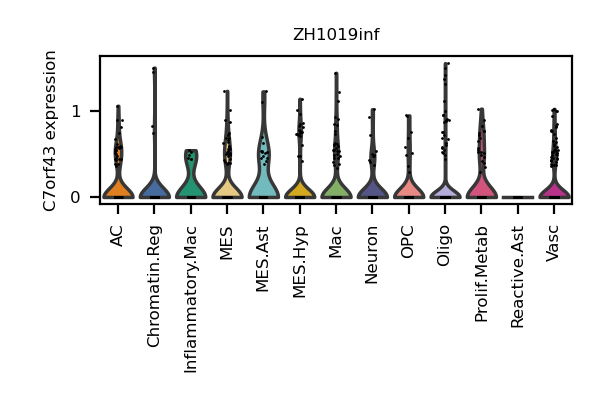 ZH1019inf
C7orf43 expression
1
0
AC
Chromatin.Reg
Inflammatory.Mac
MES
MES.Ast
MES.Hyp
Mac
Neuron
OPC
Oligo
Prolif.Metab
Reactive.Ast
Vasc